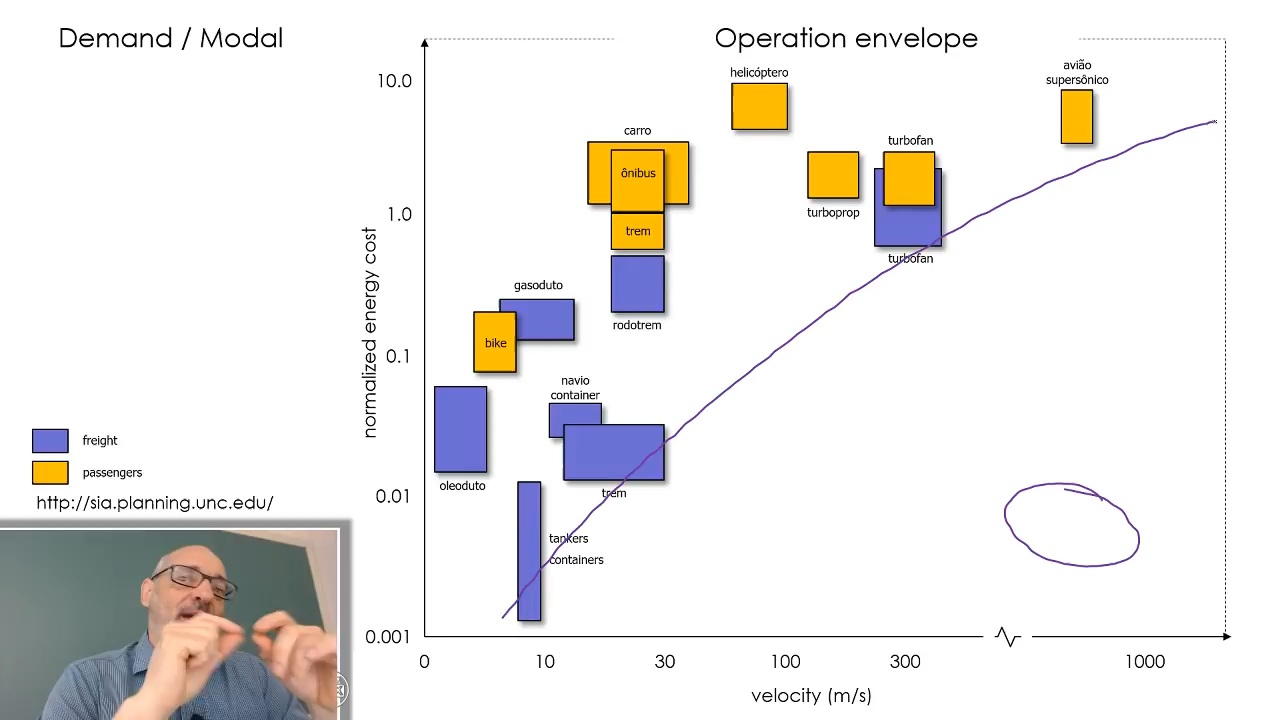 Demand / Modal
Operation envelope
normalized energy cost
10.0
1.0
0.1
0.01
0.001
helicóptero
avião
supersônico
carro
ônibus
trem
turbofan
turboprop
turbofan
rodotrem
gasoduto
bike
navio
container
oleoduto
trem
tankers
containers
freight
passengers
http://sia.planning.unc.edu/
0
10
30
100
300
1000
velocity (m/s)